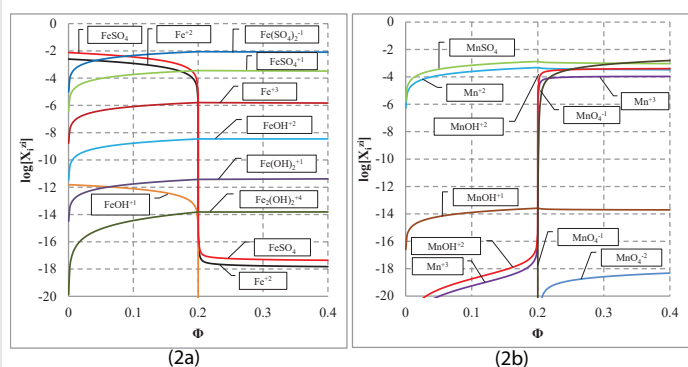 0
-2
-4
-6
-8
-10
-12
-14
-16
-18
-20
log[Xᵢᶻⁱ]
0
0.1
0.2
0.3
0.4
Φ
FeSO₄
Fe⁺²
Fe(SO₄)₂⁻¹
FeSO₄⁺¹
Fe⁺³
FeOH⁺²
Fe(OH)₂⁺¹
FeOH⁺¹
Fe₂(OH)₂⁺⁴
FeSO₄
Fe⁺²
(2a)
0
-2
-4
-6
-8
-10
-12
-14
-16
-18
-20
log[Xᵢᶻⁱ]
0
0.1
0.2
0.3
0.4
Φ
MnSO₄
Mn⁺²
Mn⁺³
MnOH⁺²
MnO₄⁻¹
MnOH⁺¹
MnOH⁺²
MnO₄⁻¹
Mn⁺³
MnO₄⁻²
(2b)